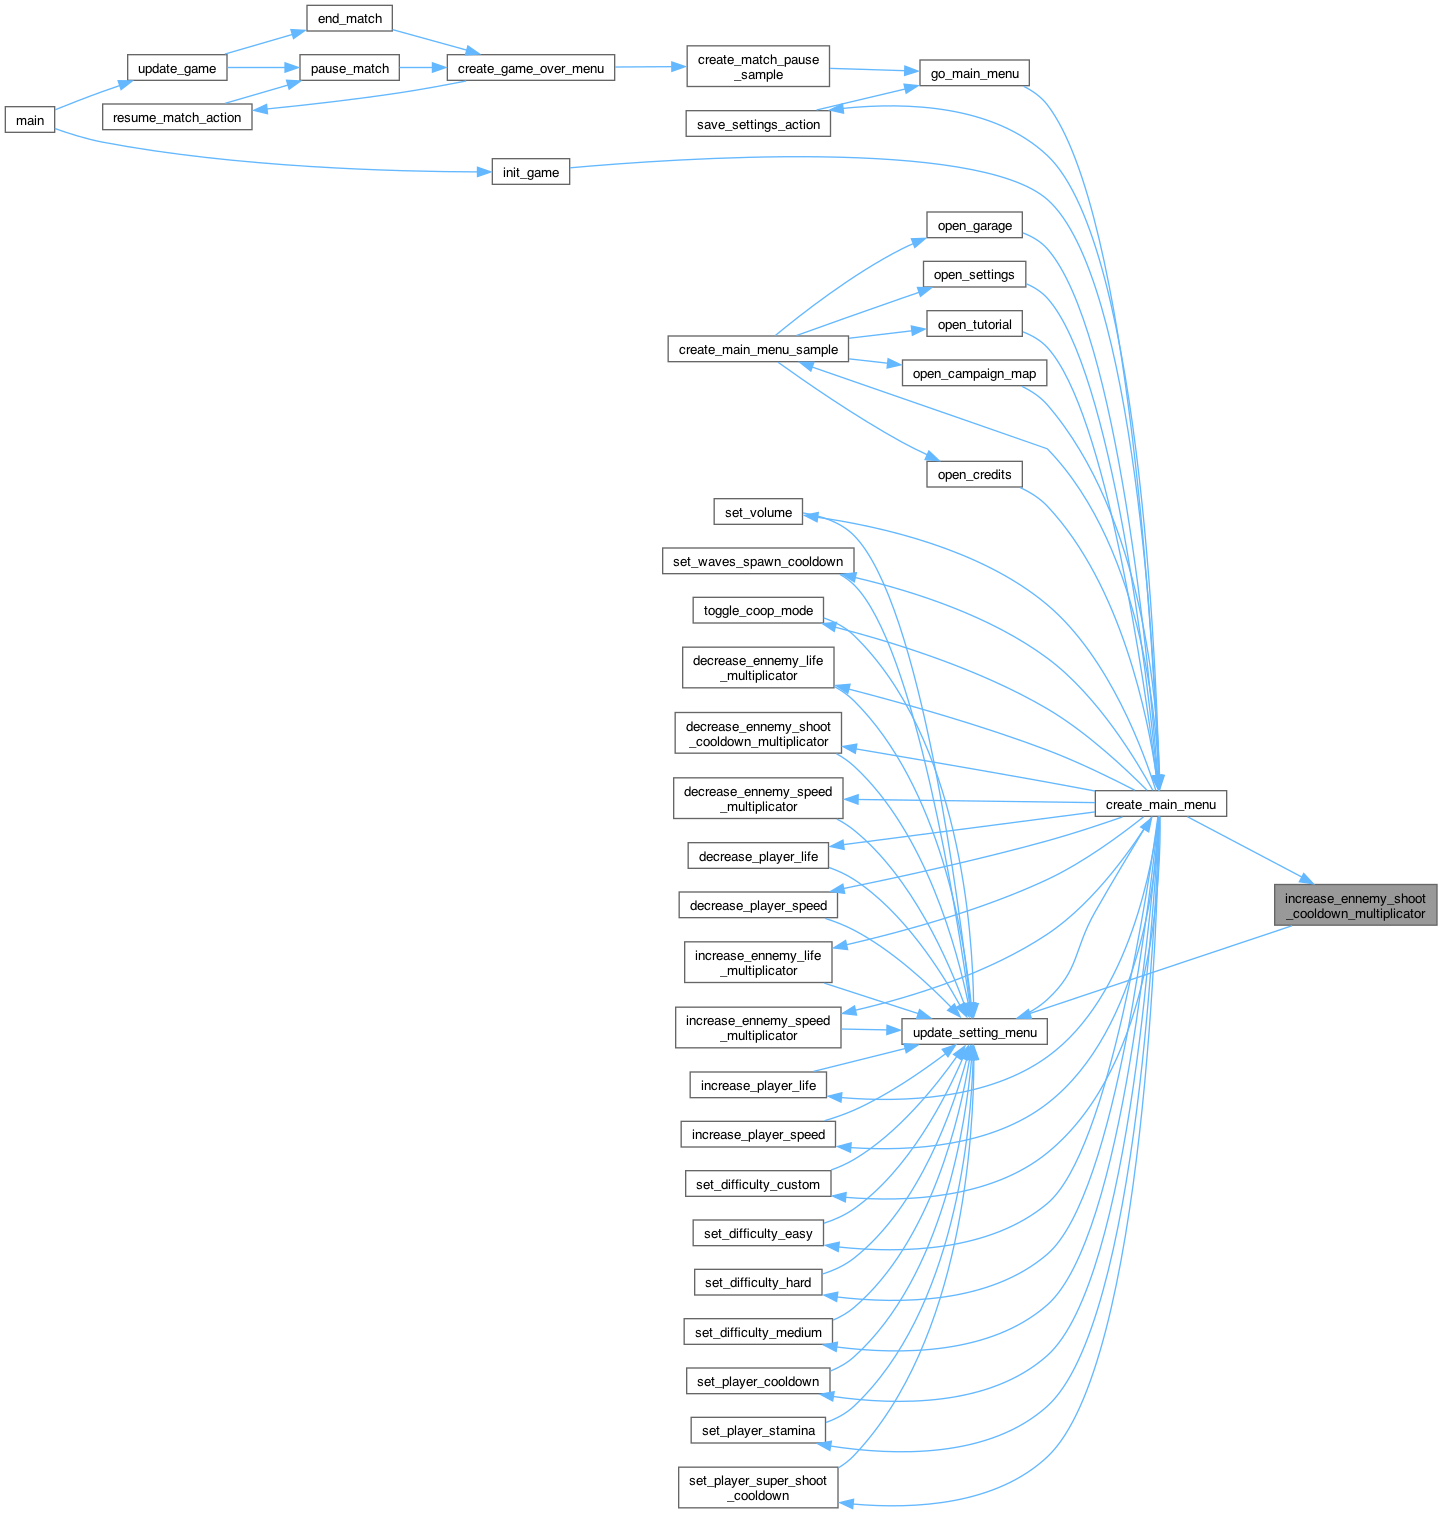 end_match
update_game
pause_match
create_game_over_menu
create_match_pause
_sample
go_main_menu
main
resume_match_action
save_settings_action
init_game
open_garage
open_settings
open_tutorial
create_main_menu_sample
open_campaign_map
open_credits
set_volume
set_waves_spawn_cooldown
toggle_coop_mode
decrease_ennemy_life
_multiplicator
decrease_ennemy_shoot
_cooldown_multiplicator
decrease_ennemy_speed
_multiplicator
create_main_menu
decrease_player_life
increase_ennemy_shoot
_cooldown_multiplicator
decrease_player_speed
increase_ennemy_life
_multiplicator
increase_ennemy_speed
_multiplicator
update_setting_menu
increase_player_life
increase_player_speed
set_difficulty_custom
set_difficulty_easy
set_difficulty_hard
set_difficulty_medium
set_player_cooldown
set_player_stamina
set_player_super_shoot
_cooldown